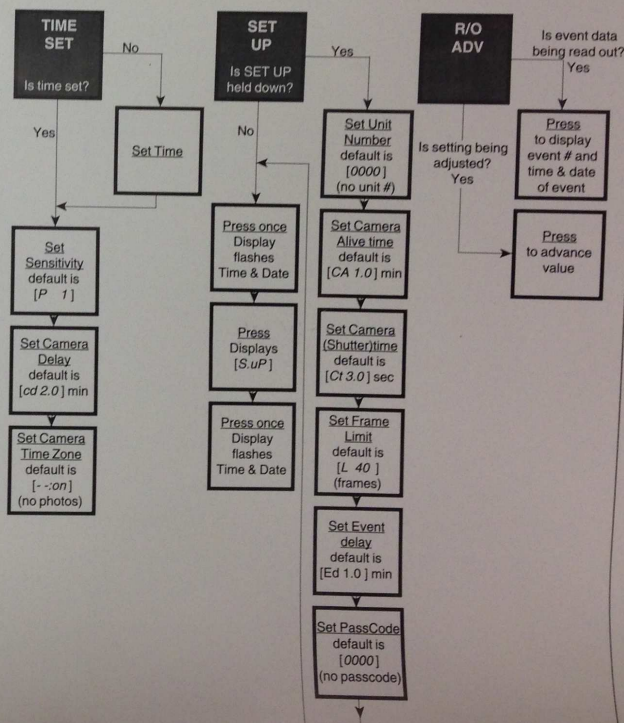 TIME
SET
Is time set?
No
Yes
Set Time
Set
Sensitivity
default is
[P 1]
Set Camera
Delay
default is
[cd 2.0] min
Set Camera
Time Zone
default is
[- -:on]
(no photos)
SET
UP
Is SET UP
held down?
Yes
No
Press once
Display
flashes
Time & Date
Press
Displays
[S.uP]
Press once
Display
flashes
Time & Date
Set Unit
Number
default is
[0000]
(no unit #)
Set Camera
Alive time
default is
[CA 1.0] min
Set Camera
(Shutter)time
default is
[Ct 3.0] sec
Set Frame
Limit
default is
[L 40]
(frames)
Set Event
delay
default is
[Ed 1.0] min
Set PassCode
default is
[0000]
(no passcode)
R/O
ADV
Is event data
being read out?
Yes
Is setting being
adjusted?
Yes
Press
to display
event # and
time & date
of event
Press
to advance
value